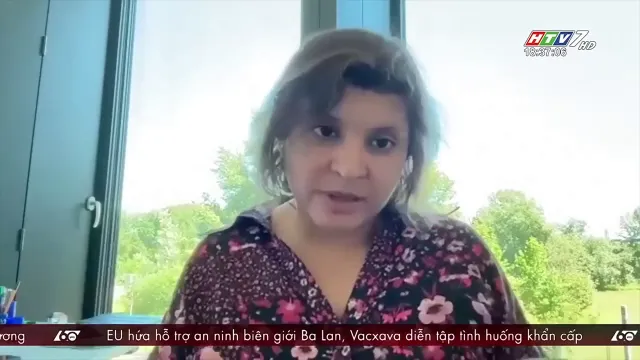 HTV7 HD
18:37:06
ương
EU hứa hỗ trợ an ninh biên giới Ba Lan, Vacxava diễn tập tình huống khẩn cấp